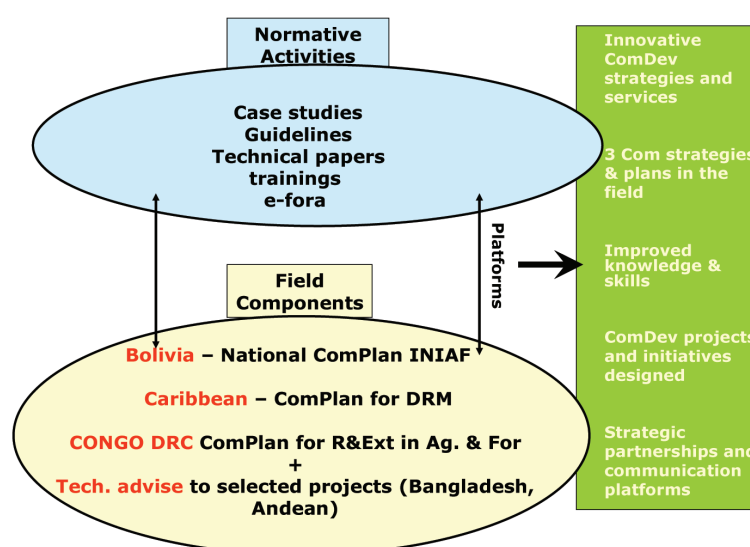 Normative
Activities
Case studies
Guidelines
Technical papers
trainings
e-fora
Platforms
Field
Components
Bolivia – National ComPlan INIAF
Caribbean – ComPlan for DRM
CONGO DRC ComPlan for R&Ext in Ag. & For
+
Tech. advise to selected projects (Bangladesh,
Andean)
Innovative
ComDev
strategies and
services
3 Com strategies
& plans in the
field
Improved
knowledge &
skills
ComDev projects
and initiatives
designed
Strategic
partnerships and
communication
platforms